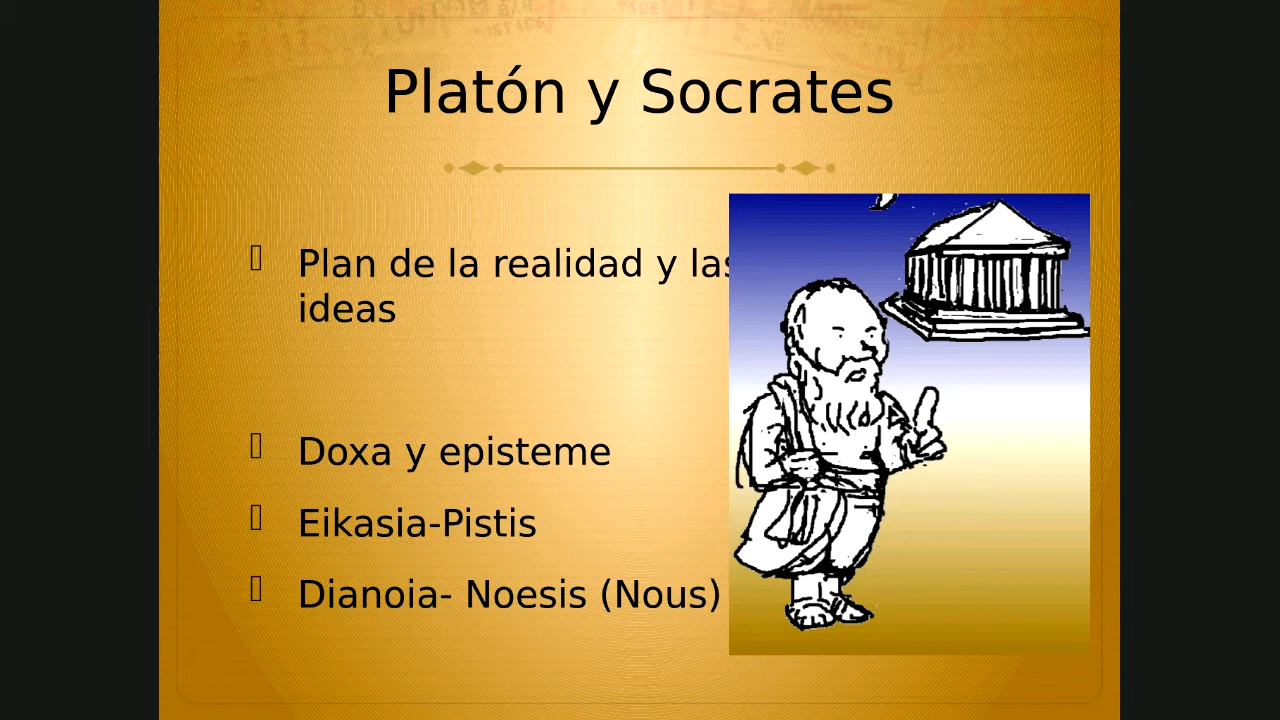 Platón y Socrates
Plan de la realidad y las
ideas
Doxa y episteme
Eikasia-Pistis
Dianoia- Noesis (Nous)